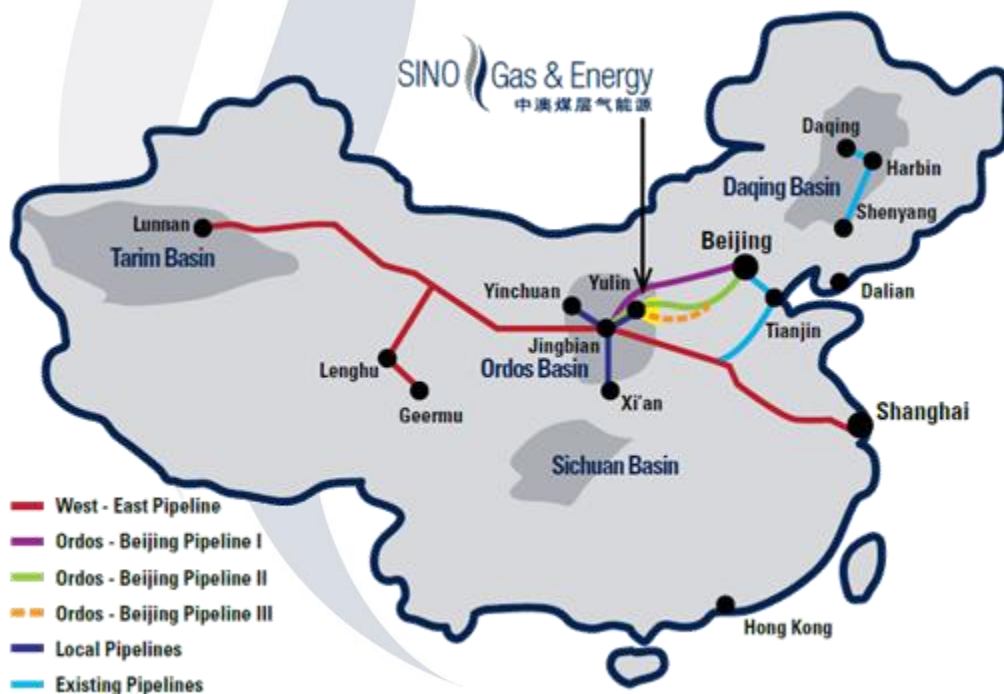 SINO Gas & Energy
中澳煤层气能源
Daqing
Harbin
Daqing Basin
Shenyang
Lunnan
Tarim Basin
Beijing
Yulin
Yinchuan
Dalian
Tianjin
Jingbian
Lenghu
Ordos Basin
Geermu
Xi'an
Shanghai
Sichuan Basin
West - East Pipeline
Ordos - Beijing Pipeline I
Ordos - Beijing Pipeline II
Ordos - Beijing Pipeline III
Local Pipelines
Existing Pipelines
Hong Kong